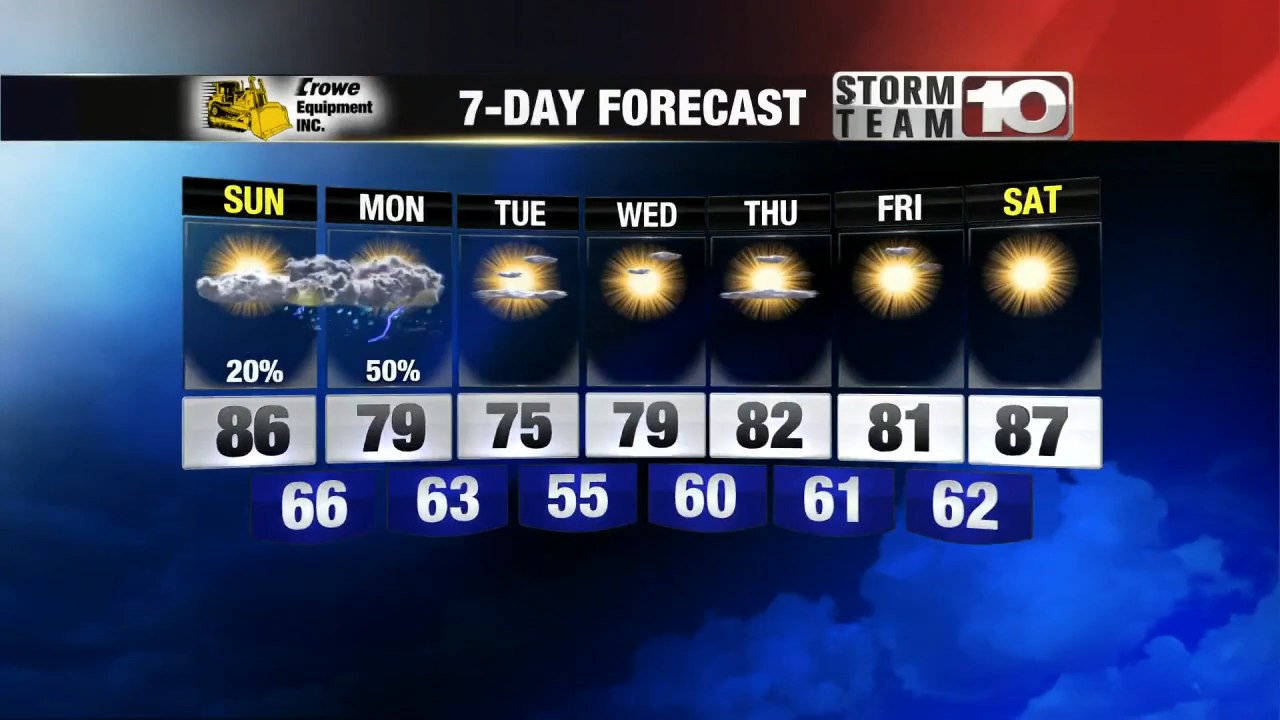 Crowe
Equipment
INC.
7-DAY FORECAST
STORM
TEAM
10
SUN MON TUE WED THU FRI SAT
20% 50%
86 79 75 79 82 81 87
66 63 55 60 61 62